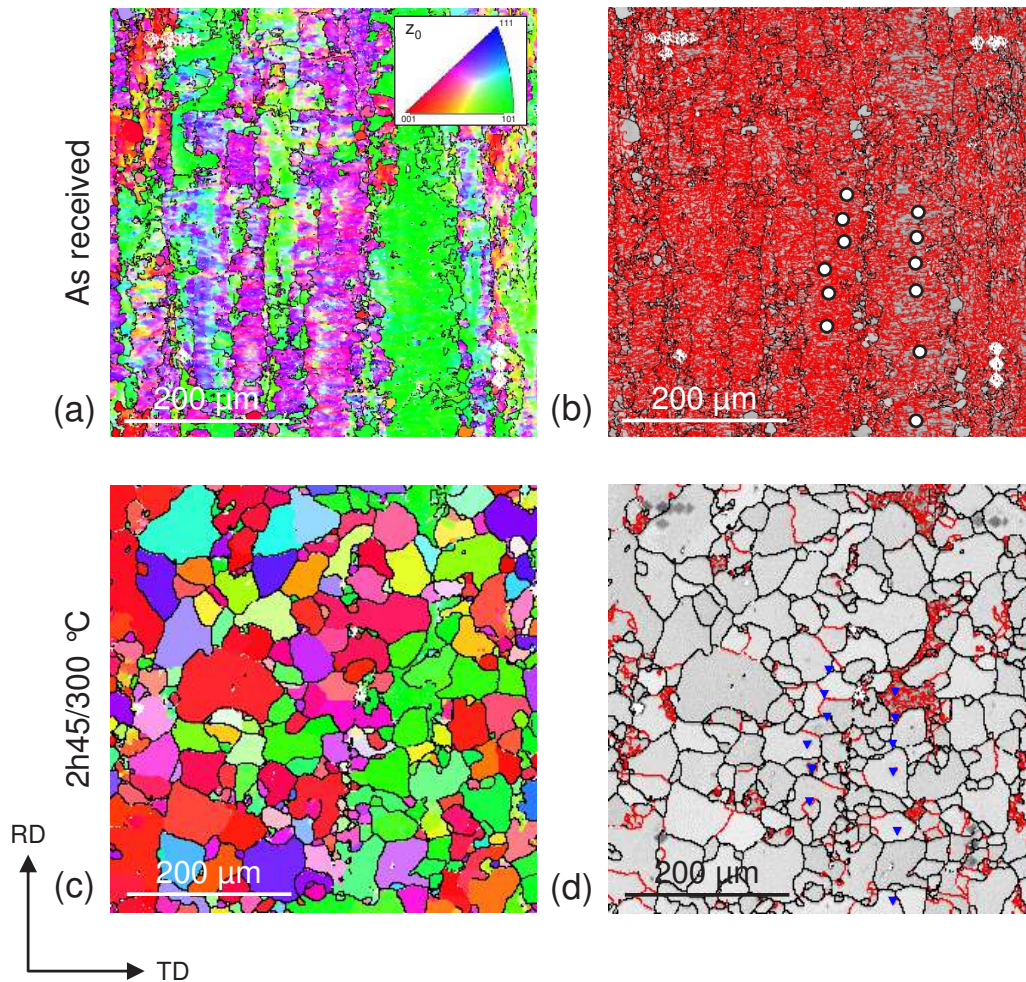 As received
z0
111
001
101
(a)
200 µm
(b)
200 µm
2h45/300 °C
(c)
200 µm
(d)
200 µm
RD
TD